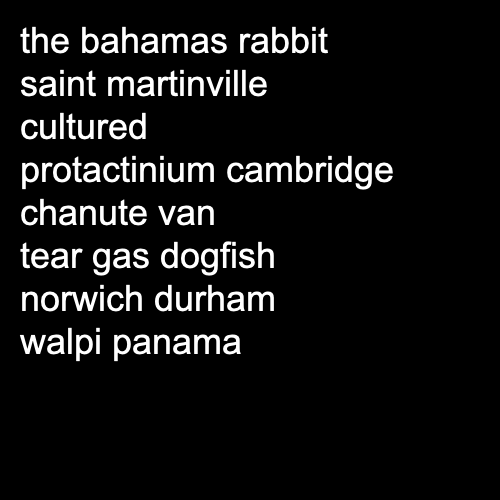 the bahamas rabbit
saint martinville
cultured
protactinium cambridge
chanute van
tear gas dogfish
norwich durham
walpi panama